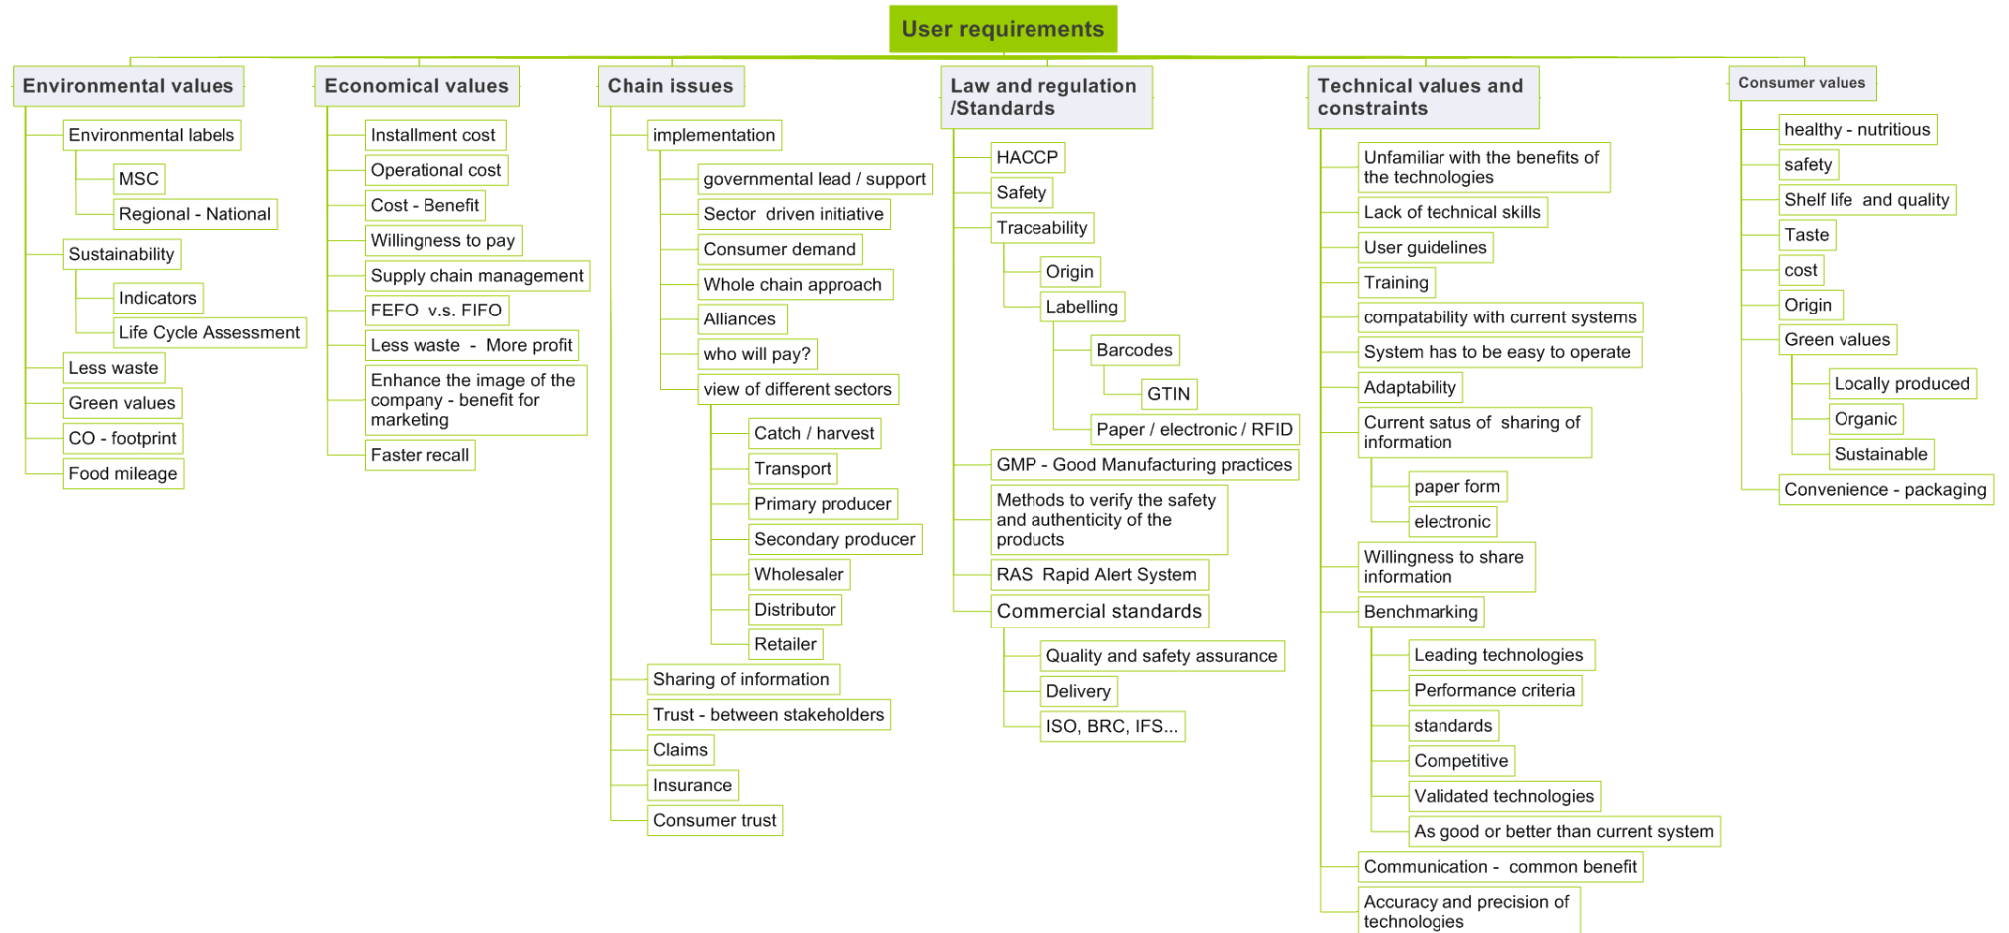 User requirements
Environmental values
Environmental labels
MSC
Regional - National
Sustainability
Indicators
Life Cycle Assessment
Less waste
Green values
CO - footprint
Food mileage
Economical values
Installment cost
Operational cost
Cost - Benefit
Willingness to pay
Supply chain management
FEFO v.s. FIFO
Less waste - More profit
Enhance the image of the
company - benefit for
marketing
Faster recall
Chain issues
implementation
governmental lead / support
Sector driven initiative
Consumer demand
Whole chain approach
Alliances
who will pay?
view of different sectors
Catch / harvest
Transport
Primary producer
Secondary producer
Wholesaler
Distributor
Retailer
Sharing of information
Trust - between stakeholders
Claims
Insurance
Consumer trust
Law and regulation
/Standards
HACCP
Safety
Traceability
Origin
Labelling
Barcodes
GTIN
Paper / electronic / RFID
GMP - Good Manufacturing practices
Methods to verify the safety
and authenticity of the
products
RAS Rapid Alert System
Commercial standards
Quality and safety assurance
Delivery
ISO, BRC, IFS...
Technical values and
constraints
Unfamiliar with the benefits of
the technologies
Lack of technical skills
User guidelines
Training
compatability with current systems
System has to be easy to operate
Adaptability
Current satus of sharing of
information
paper form
electronic
Willingness to share
information
Benchmarking
Leading technologies
Performance criteria
standards
Competitive
Validated technologies
As good or better than current system
Communication - common benefit
Accuracy and precision of
technologies
Consumer values
healthy - nutritious
safety
Shelf life and quality
Taste
cost
Origin
Green values
Locally produced
Organic
Sustainable
Convenience - packaging